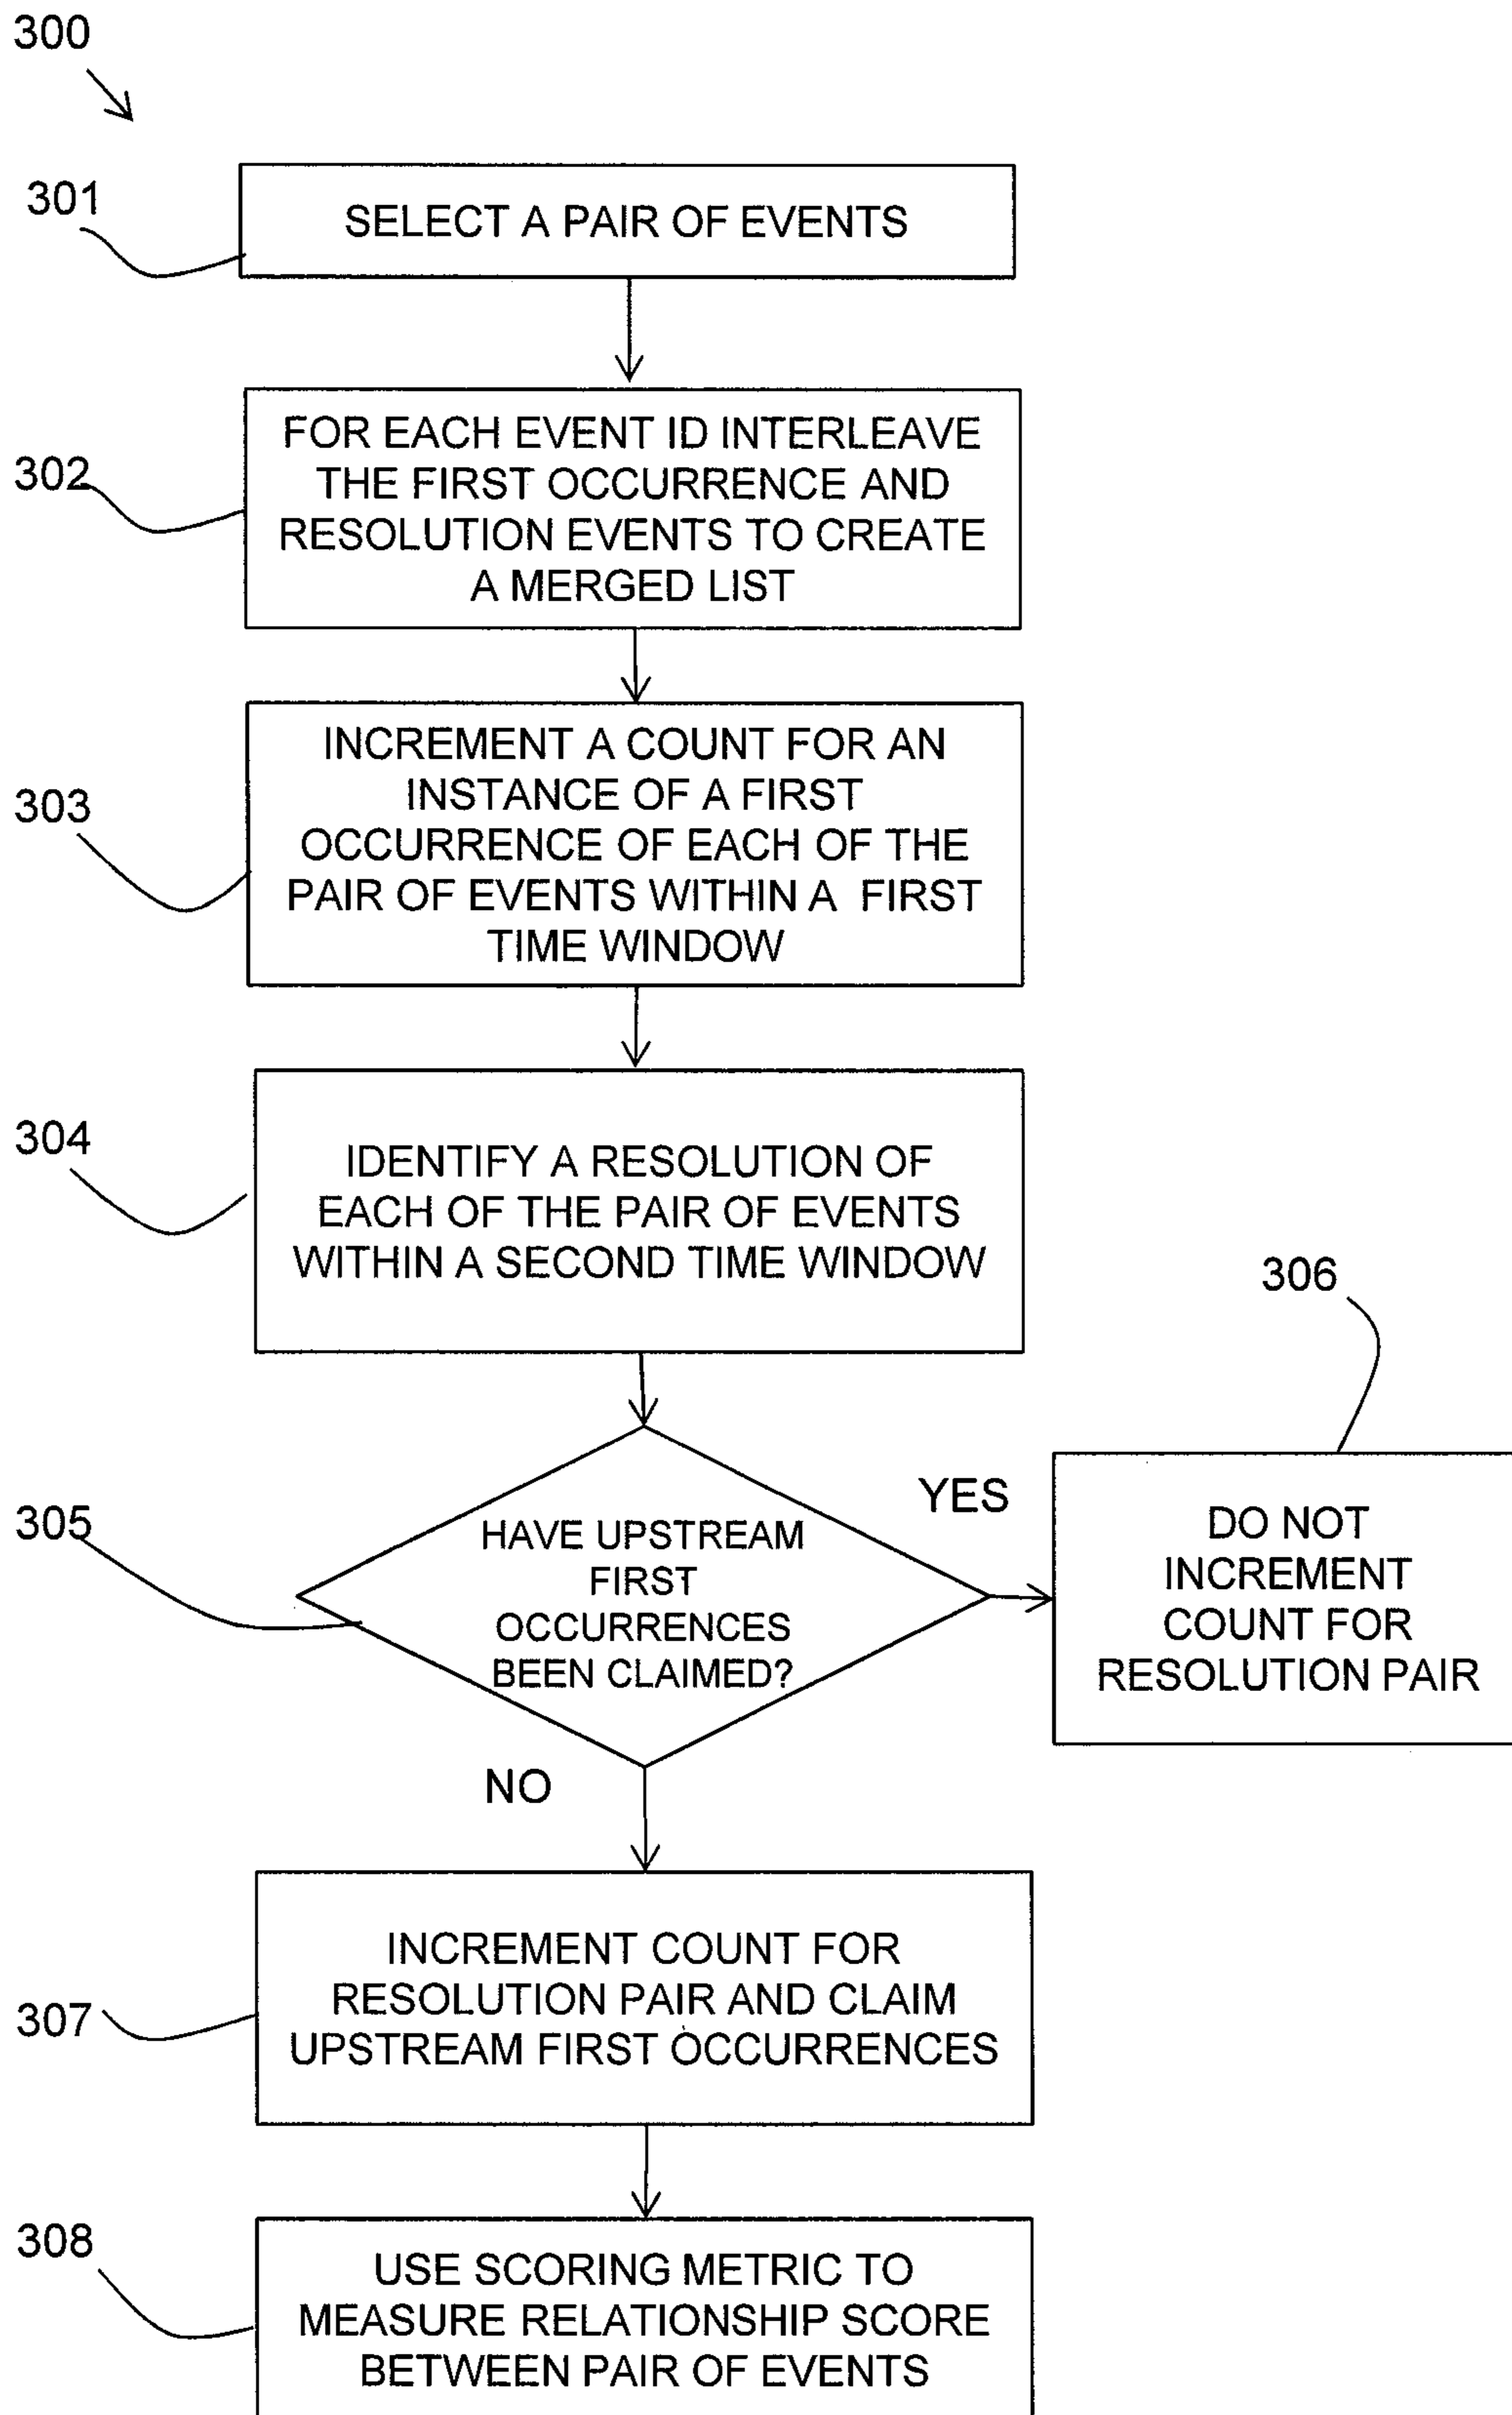 300
301
SELECT A PAIR OF EVENTS
302
FOR EACH EVENT ID INTERLEAVE
THE FIRST OCCURRENCE AND
RESOLUTION EVENTS TO CREATE
A MERGED LIST
303
INCREMENT A COUNT FOR AN
INSTANCE OF A FIRST
OCCURRENCE OF EACH OF THE
PAIR OF EVENTS WITHIN A FIRST
TIME WINDOW
304
IDENTIFY A RESOLUTION OF
EACH OF THE PAIR OF EVENTS
WITHIN A SECOND TIME WINDOW
305
HAVE UPSTREAM
FIRST
OCCURRENCES
BEEN CLAIMED?
YES
306
DO NOT
INCREMENT
COUNT FOR
RESOLUTION PAIR
NO
307
INCREMENT COUNT FOR
RESOLUTION PAIR AND CLAIM
UPSTREAM FIRST OCCURRENCES
308
USE SCORING METRIC TO
MEASURE RELATIONSHIP SCORE
BETWEEN PAIR OF EVENTS